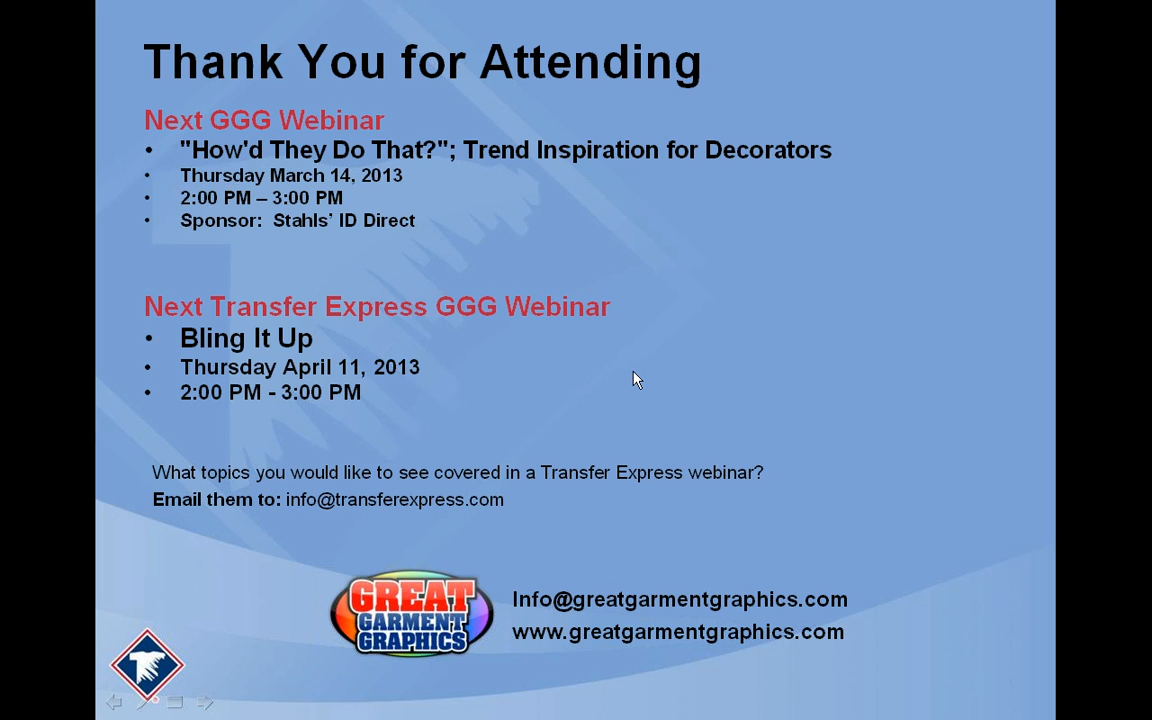 Thank You for Attending
Next GGG Webinar
• "How'd They Do That?"; Trend Inspiration for Decorators
• Thursday March 14, 2013
• 2:00 PM – 3:00 PM
• Sponsor:  Stahls’ ID Direct
Next Transfer Express GGG Webinar
• Bling It Up
• Thursday April 11, 2013
• 2:00 PM - 3:00 PM
What topics you would like to see covered in a Transfer Express webinar?
Email them to: info@transferexpress.com
GREAT
GARMENT
GRAPHICS
Info@greatgarmentgraphics.com
www.greatgarmentgraphics.com